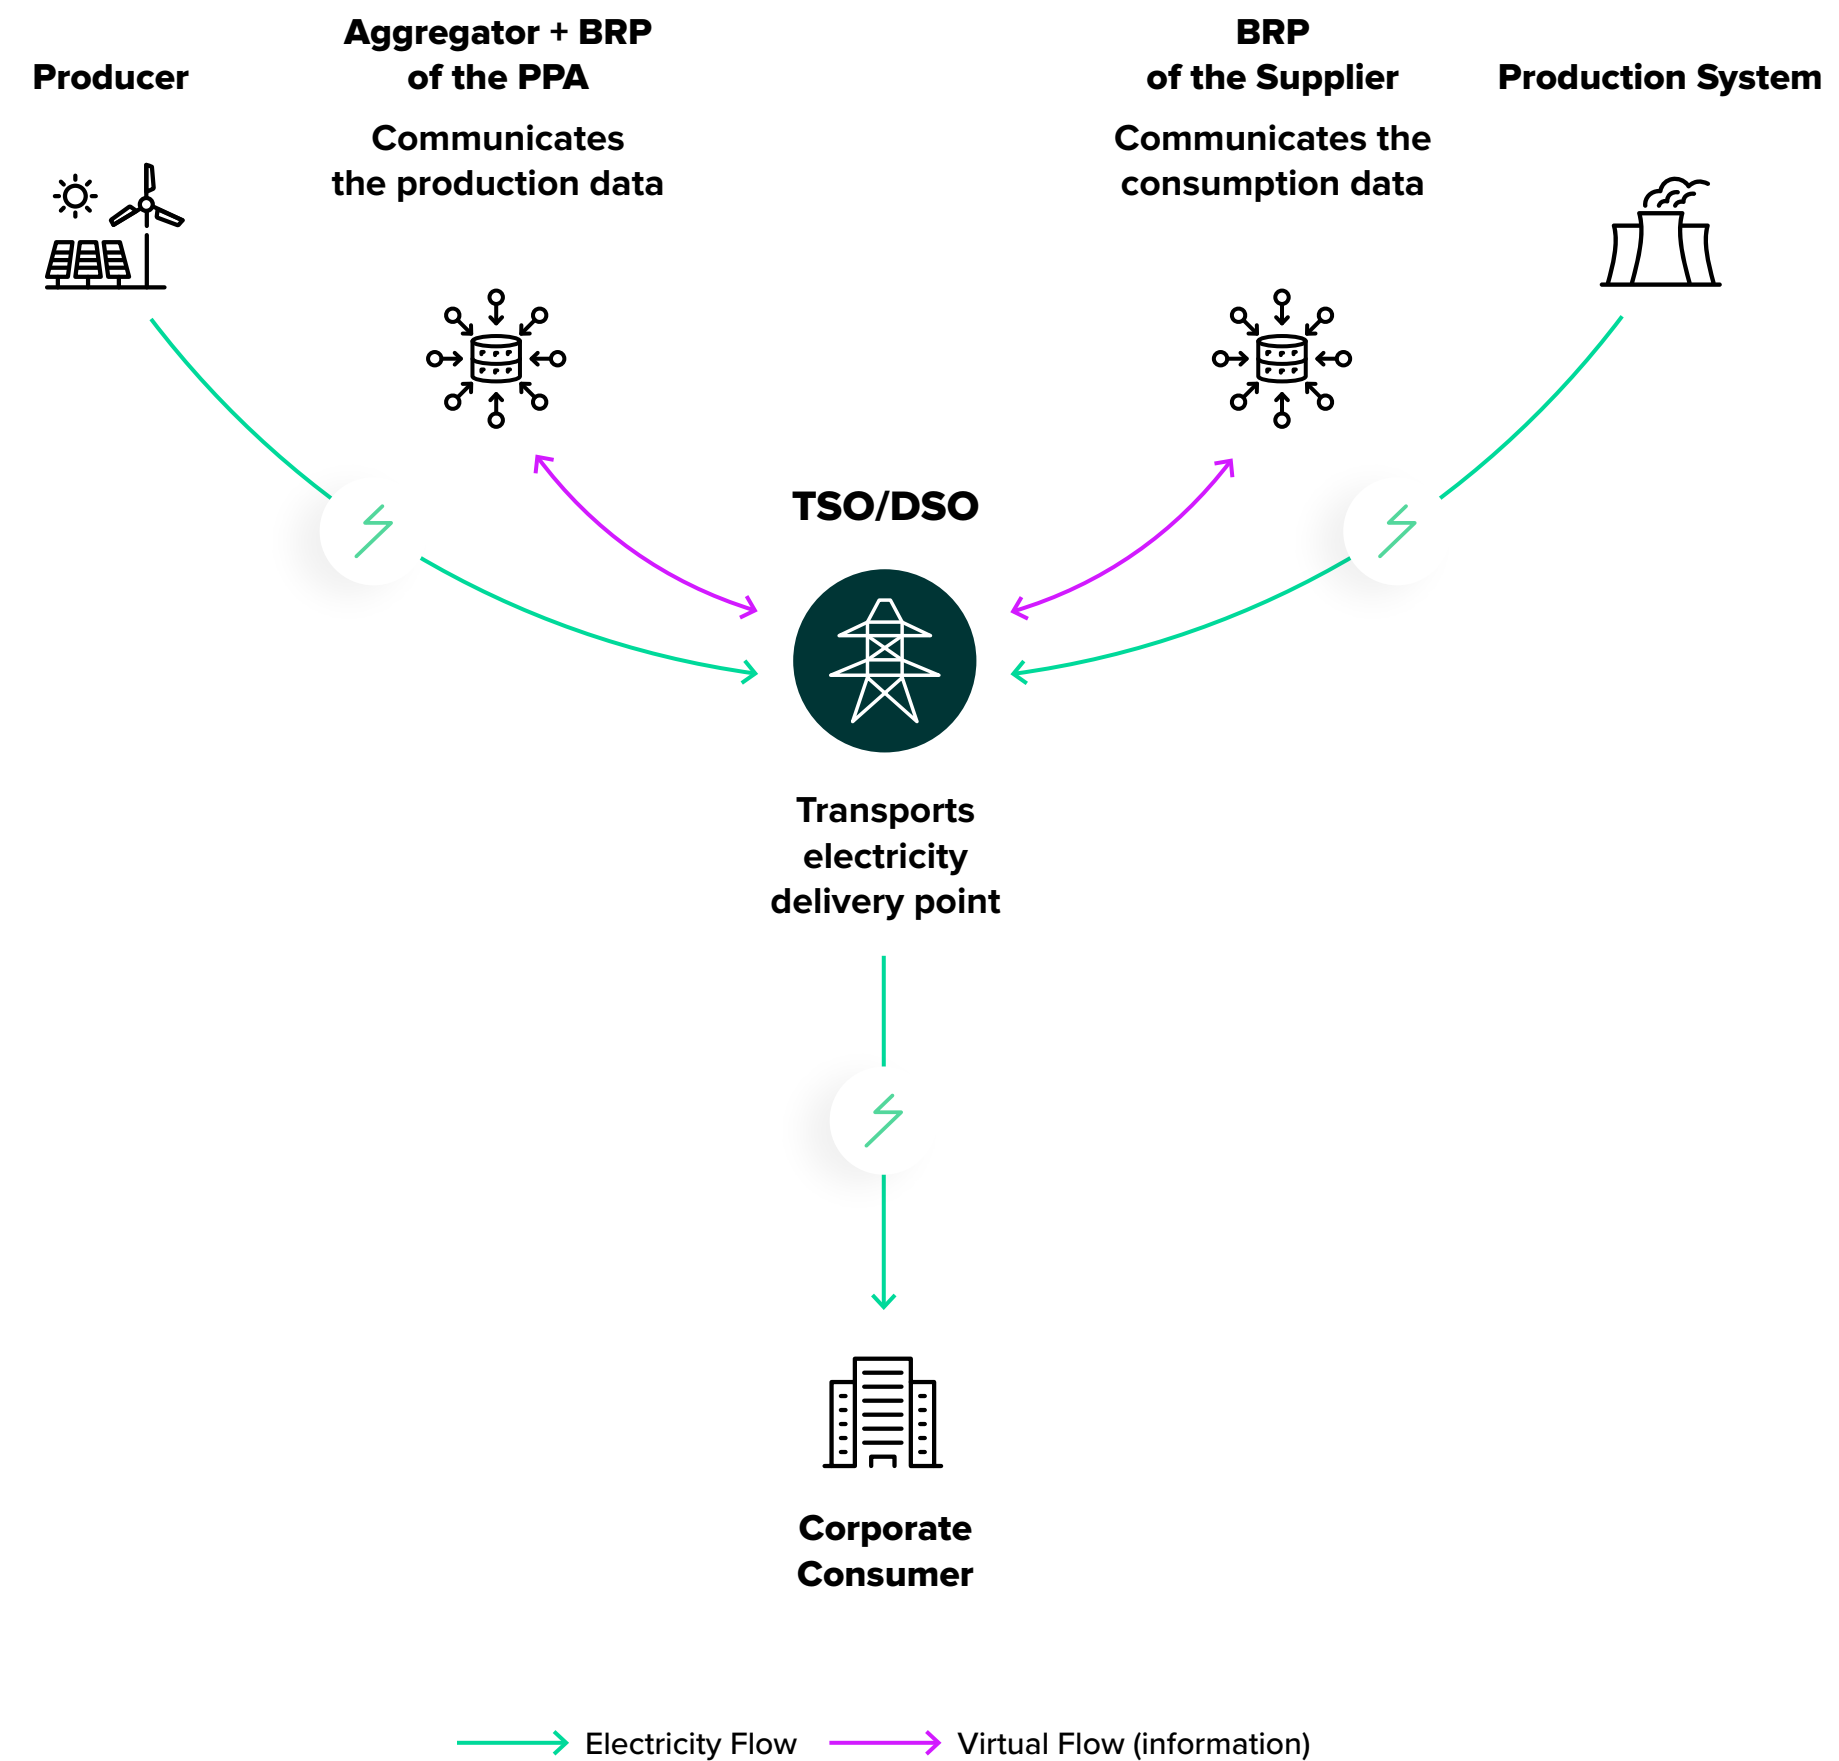 Producer
Aggregator + BRP
of the PPA
Communicates
the production data
BRP
of the Supplier
Communicates the
consumption data
Production System
TSO/DSO
Transports
electricity
delivery point
Corporate
Consumer
Electricity Flow
Virtual Flow (information)